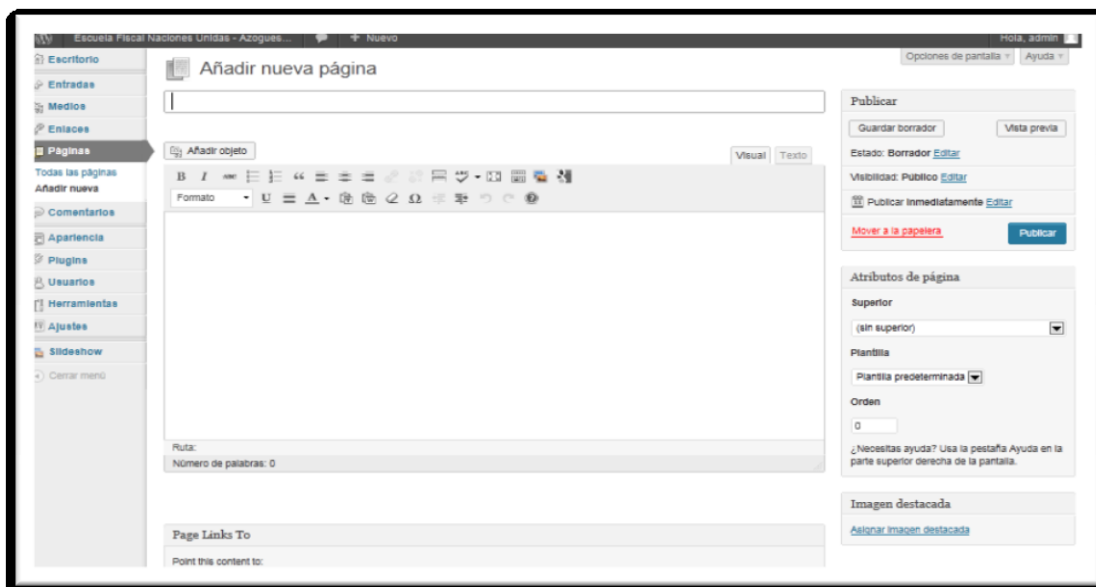 Escuela Fiscal Naciones Unidas - Azogues... + Nuevo Hola, admin
Opciones de pantalla Ayuda
Escritorio
Entradas
Medios
Enlaces
Páginas
Todas las páginas
Añadir nueva
Comentarios
Apariencia
Plugins
Usuarios
Herramientas
Ajustes
Slideshow
Cerrar menú
Añadir nueva página
Añadir objeto
Visual Texto
B I ABC
Formato U A Ω
Ruta:
Número de palabras: 0
Page Links To
Point this content to:
Publicar
Guardar borrador Vista previa
Estado: Borrador Editar
Visibilidad: Público Editar
Publicar inmediatamente Editar
Mover a la papelera Publicar
Atributos de página
Superior
(sin superior)
Plantilla
Plantilla predeterminada
Orden
0
¿Necesitas ayuda? Usa la pestaña Ayuda en la
parte superior derecha de la pantalla.
Imagen destacada
Asignar imagen destacada